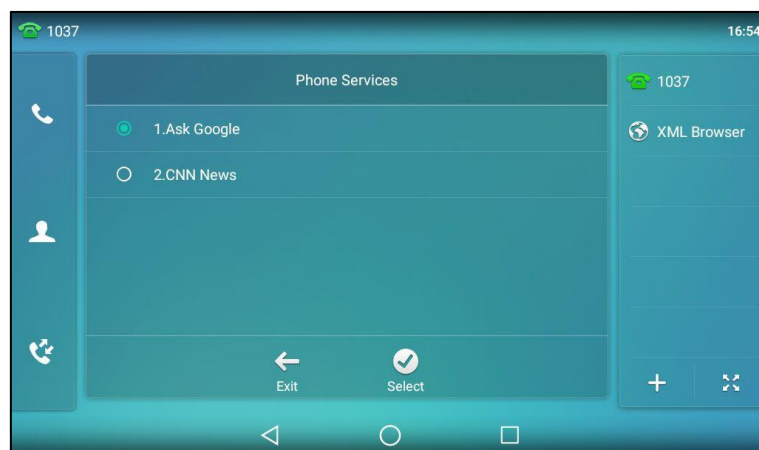 1037
16:54
Phone Services
1037
1.Ask Google
XML Browser
2.CNN News
Exit
Select